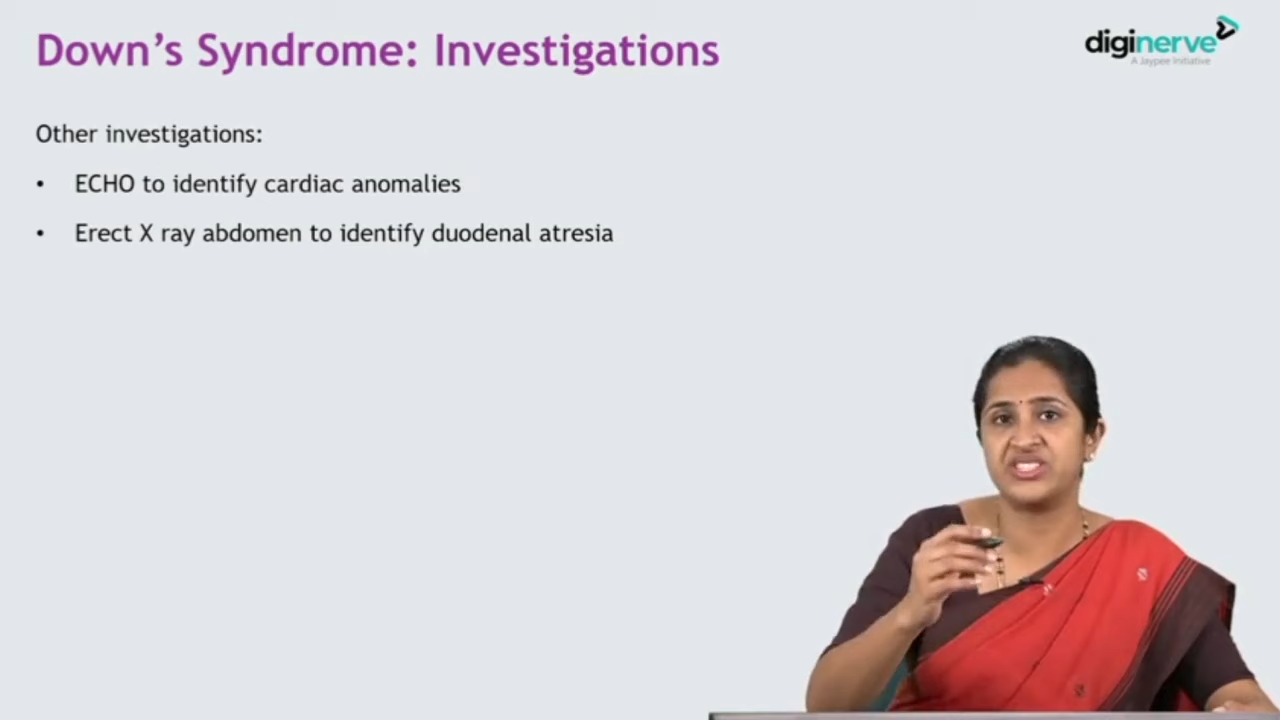 Down's Syndrome: Investigations
diginerve
A Jaypee Initiative
Other investigations:
• ECHO to identify cardiac anomalies
• Erect X ray abdomen to identify duodenal atresia